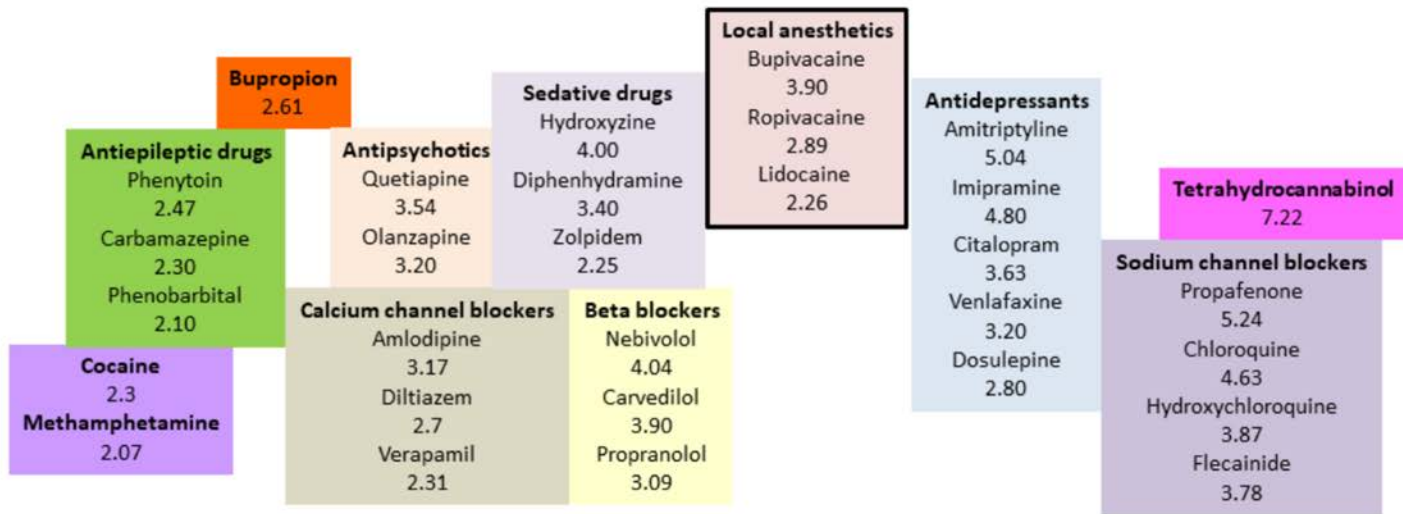 Bupropion
2.61
Antiepileptic drugs
Phenytoin
2.47
Carbamazepine
2.30
Phenobarbital
2.10
Cocaine
2.3
Methamphetamine
2.07
Antipsychotics
Quetiapine
3.54
Olanzapine
3.20
Calcium channel blockers
Amlodipine
3.17
Diltiazem
2.7
Verapamil
2.31
Sedative drugs
Hydroxyzine
4.00
Diphenhydramine
3.40
Zolpidem
2.25
Beta blockers
Nebivolol
4.04
Carvedilol
3.90
Propranolol
3.09
Local anesthetics
Bupivacaine
3.90
Ropivacaine
2.89
Lidocaine
2.26
Antidepressants
Amitriptyline
5.04
Imipramine
4.80
Citalopram
3.63
Venlafaxine
3.20
Dosulepine
2.80
Tetrahydrocannabinol
7.22
Sodium channel blockers
Propafenone
5.24
Chloroquine
4.63
Hydroxychloroquine
3.87
Flecainide
3.78